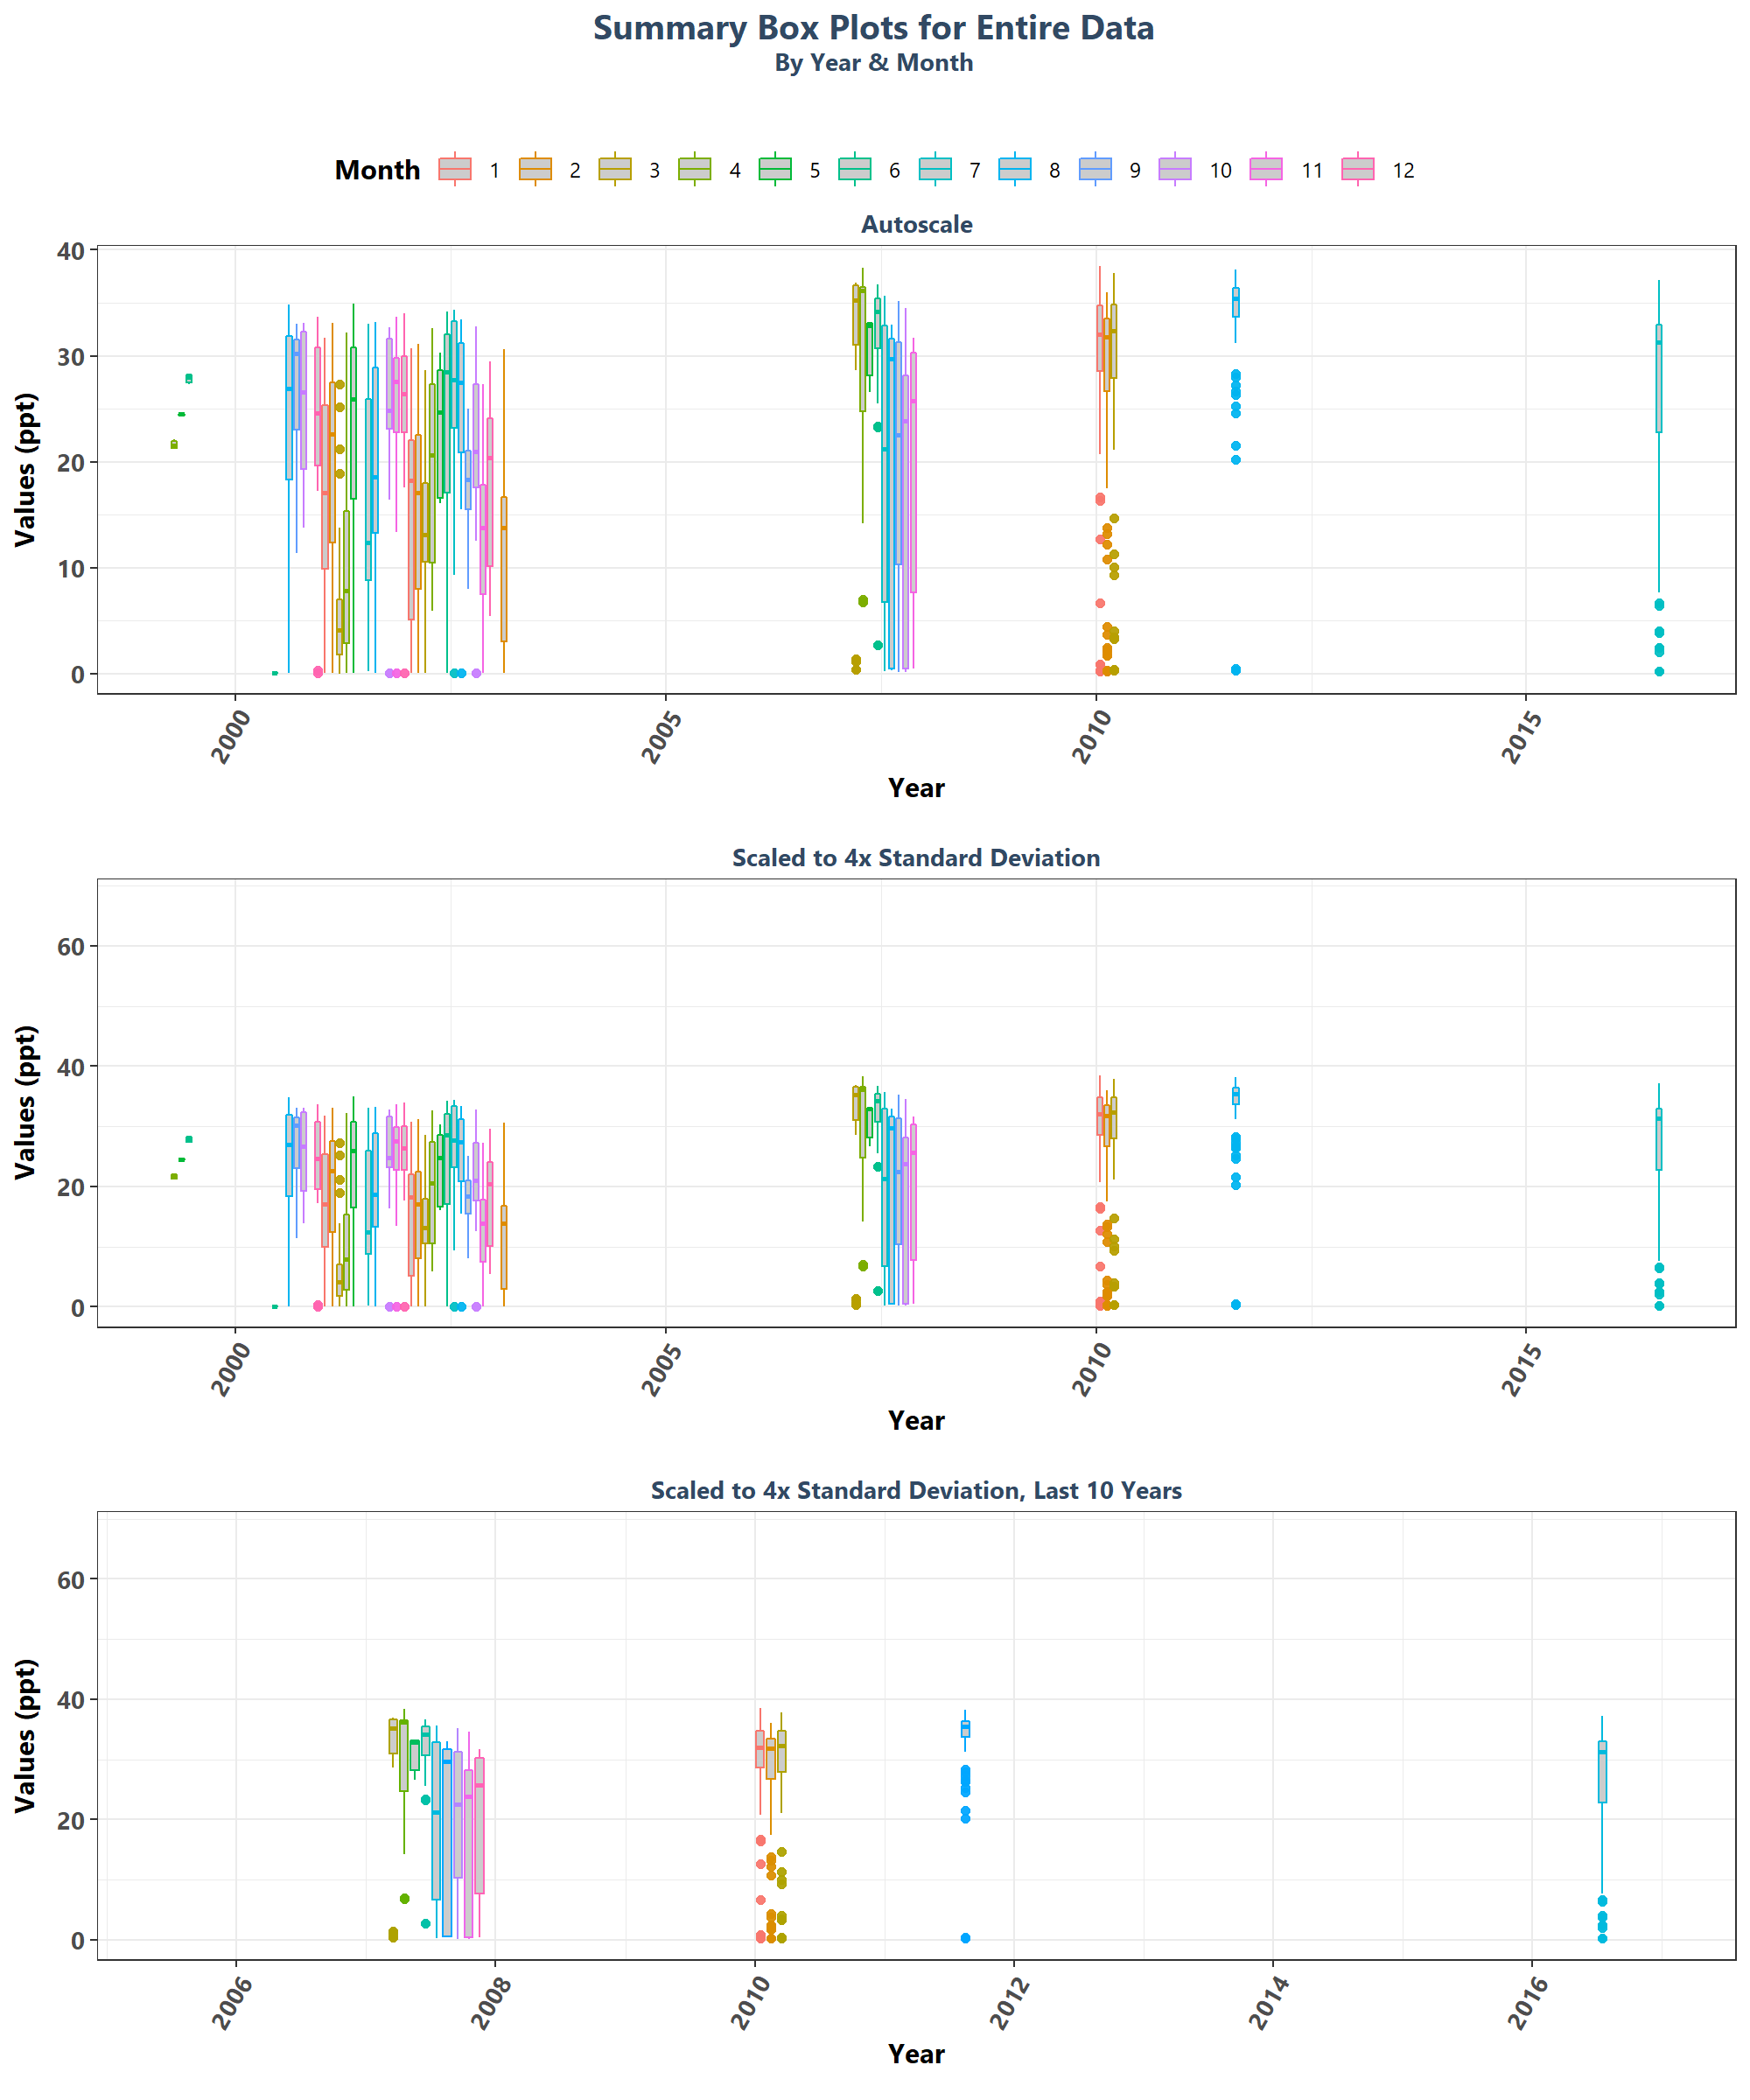 Summary Box Plots for Entire Data
By Year & Month
Month 1 2 3 4 5 6 7 8 9 10 11 12
Autoscale
Values (ppt)
40
30
20
10
0
2000 2005 2010 2015
Year
Scaled to 4x Standard Deviation
Values (ppt)
60
40
20
0
2000 2005 2010 2015
Year
Scaled to 4x Standard Deviation, Last 10 Years
Values (ppt)
60
40
20
0
2006 2008 2010 2012 2014 2016
Year